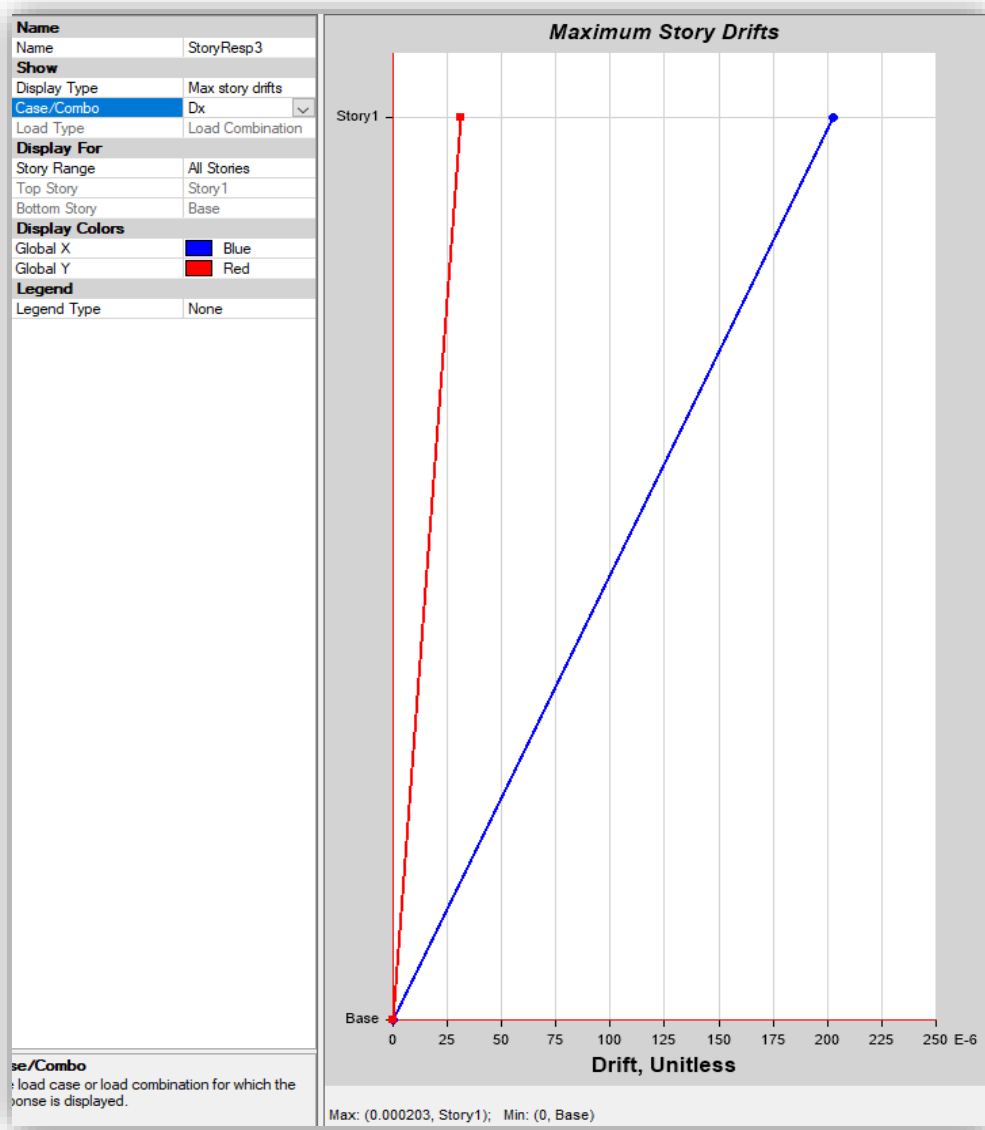 Name
Name StoryResp3
Show
Display Type Max story drifts
Case/Combo Dx
Load Type Load Combination
Display For
Story Range All Stories
Top Story Story1
Bottom Story Base
Display Colors
Global X Blue
Global Y Red
Legend
Legend Type None
se/Combo
load case or load combination for which the
onse is displayed.
Maximum Story Drifts
Story1
Base
0 25 50 75 100 125 150 175 200 225 250 E-6
Drift, Unitless
Max: (0.000203, Story1); Min: (0, Base)